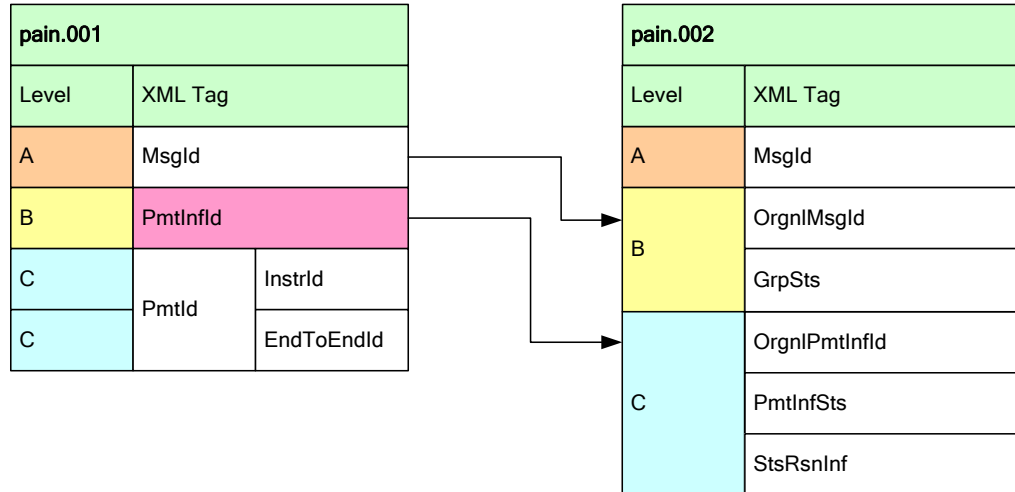 pain.001
Level XML Tag
A MsgId
B PmtInfId
C PmtId InstrId
C EndToEndId
pain.002
Level XML Tag
A MsgId
B OrgnlMsgId
GrpSts
C OrgnlPmtInfId
PmtInfSts
StsRsnInf